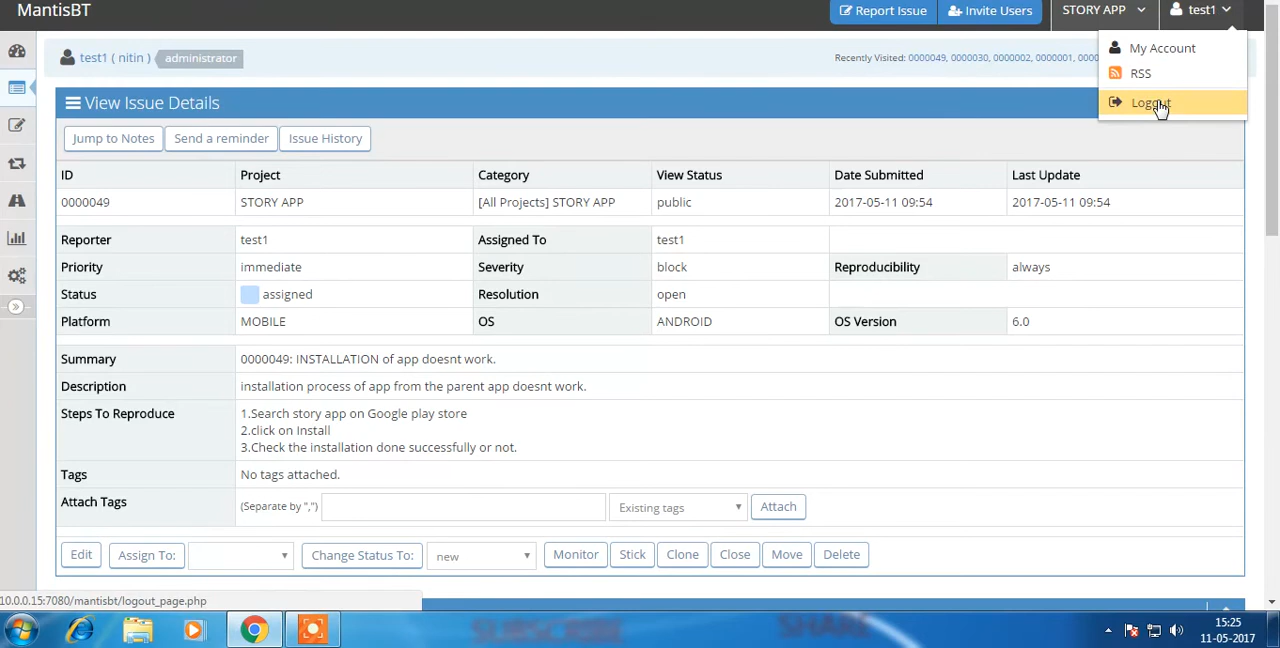 MantisBT
Report Issue
Invite Users
STORY APP
test1
My Account
RSS
Logout
test1 ( nitin )
administrator
Recently Visited: 0000049, 0000030, 0000002, 0000001, 000
View Issue Details
Jump to Notes
Send a reminder
Issue History
ID Project Category View Status Date Submitted Last Update
0000049 STORY APP [All Projects] STORY APP public 2017-05-11 09:54 2017-05-11 09:54
Reporter test1 Assigned To test1
Priority immediate Severity block Reproducibility always
Status assigned Resolution open
Platform MOBILE OS ANDROID OS Version 6.0
Summary 0000049: INSTALLATION of app doesnt work.
Description installation process of app from the parent app doesnt work.
Steps To Reproduce 1.Search story app on Google play store
2.click on Install
3.Check the installation done successfully or not.
Tags No tags attached.
Attach Tags (Separate by ",") Existing tags Attach
Edit Assign To: Change Status To: new Monitor Stick Clone Close Move Delete
10.0.0.15:7080/mantisbt/logout_page.php
SUBSCRIBE
SHARE
15:25
11-05-2017